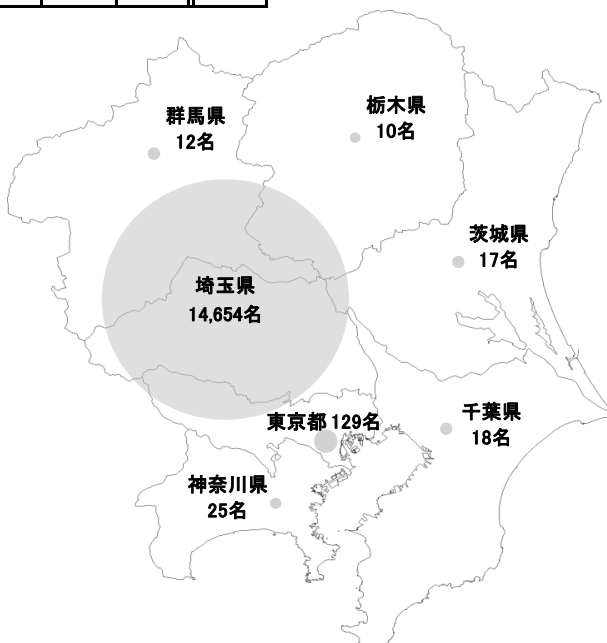 群馬県
12名
栃木県
10名
茨城県
17名
埼玉県
14,654名
東京都 129名
千葉県
18名
神奈川県
25名